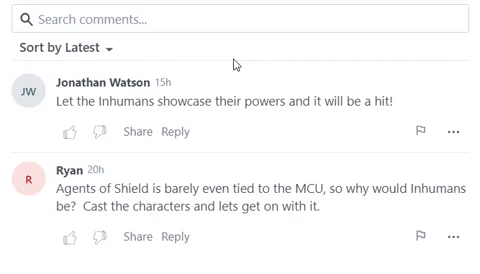 Search comments...
Sort by Latest
JW
Jonathan Watson 15h
Let the Inhumans showcase their powers and it will be a hit!
Share Reply
R
Ryan 20h
Agents of Shield is barely even tied to the MCU, so why would Inhumans
be?  Cast the characters and lets get on with it.
Share Reply